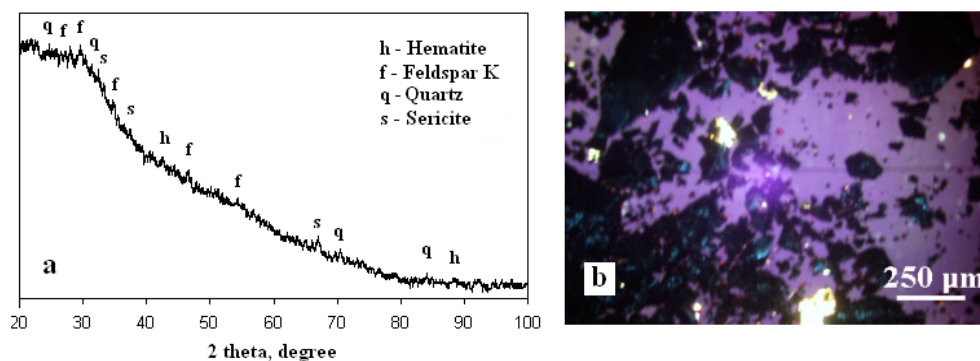 q f f q s f s h f f s q q h
h - Hematite
f - Feldspar K
q - Quartz
s - Sericite
a
20 30 40 50 60 70 80 90 100
2 theta, degree
b
250 µm